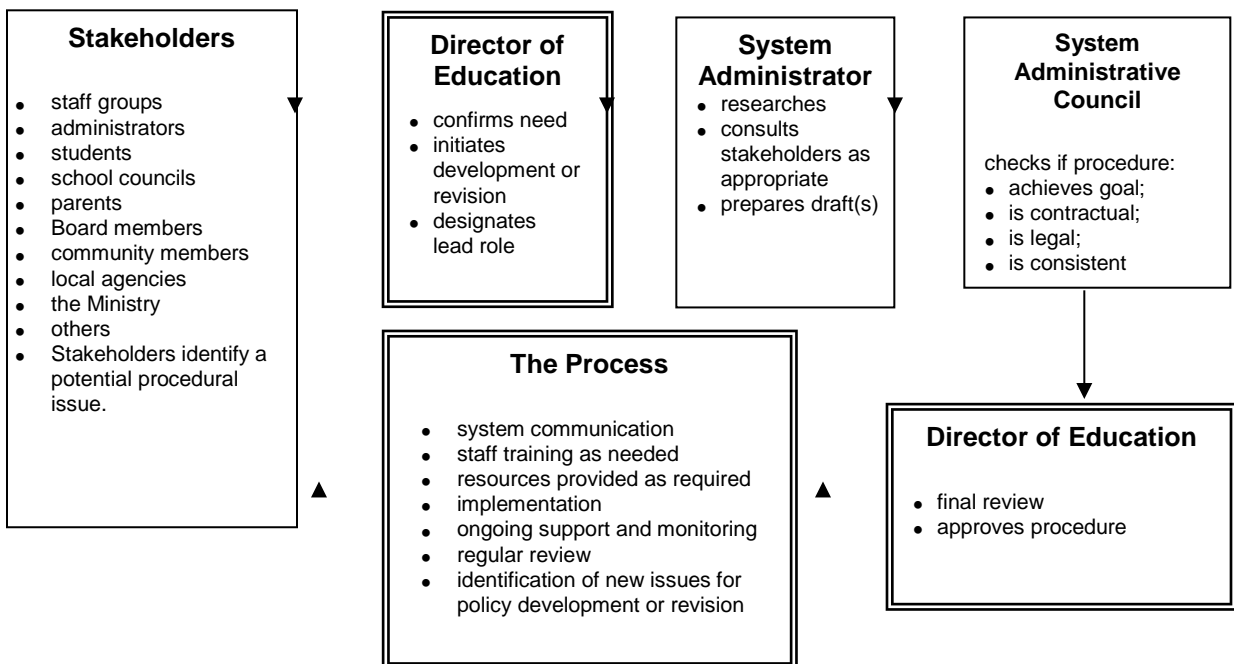 Stakeholders
● staff groups
● administrators
● students
● school councils
● parents
● Board members
● community members
● local agencies
● the Ministry
● others
● Stakeholders identify a
potential procedural
issue.
Director of
Education
● confirms need
● initiates
development or
revision
● designates
lead role
System
Administrator
● researches
● consults
stakeholders as
appropriate
● prepares draft(s)
System
Administrative
Council
checks if procedure:
● achieves goal;
● is contractual;
● is legal;
● is consistent
The Process
● system communication
● staff training as needed
● resources provided as required
● implementation
● ongoing support and monitoring
● regular review
● identification of new issues for
policy development or revision
Director of Education
● final review
● approves procedure